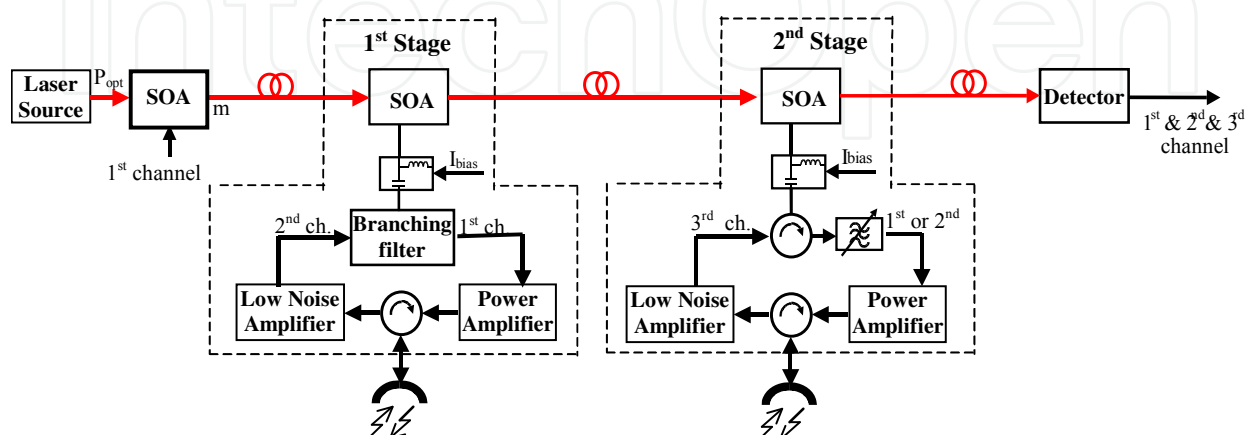 IntechOpen
1st Stage
2nd Stage
Laser Source
Popt
SOA
m
SOA
SOA
Detector
1st channel
1st & 2nd & 3rd
channel
Ibias
Ibias
2nd ch.
Branching
filter
1st ch
3rd ch.
1st or 2nd
Low Noise
Amplifier
Power
Amplifier
Low Noise
Amplifier
Power
Amplifier